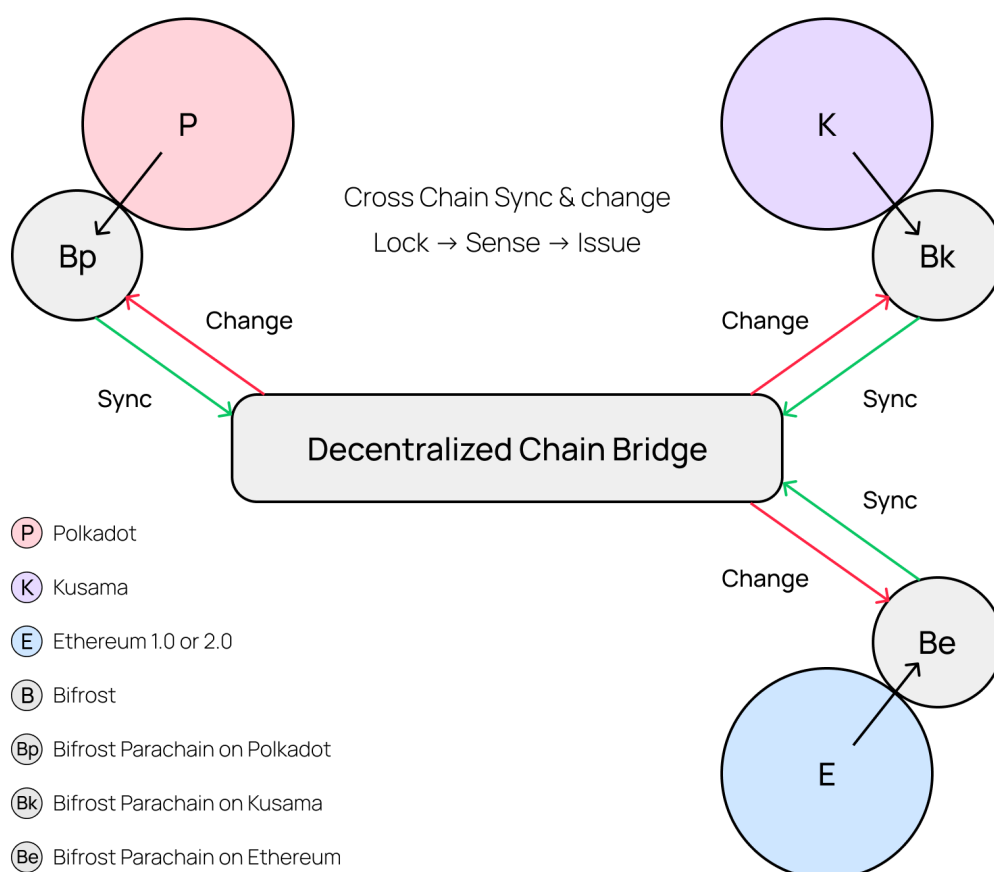 P
K
Cross Chain Sync & change
Lock → Sense → Issue
Bp
Bk
Change
Change
Sync
Sync
Decentralized Chain Bridge
Sync
Change
Be
E
P Polkadot
K Kusama
E Ethereum 1.0 or 2.0
B Bifrost
Bp Bifrost Parachain on Polkadot
Bk Bifrost Parachain on Kusama
Be Bifrost Parachain on Ethereum